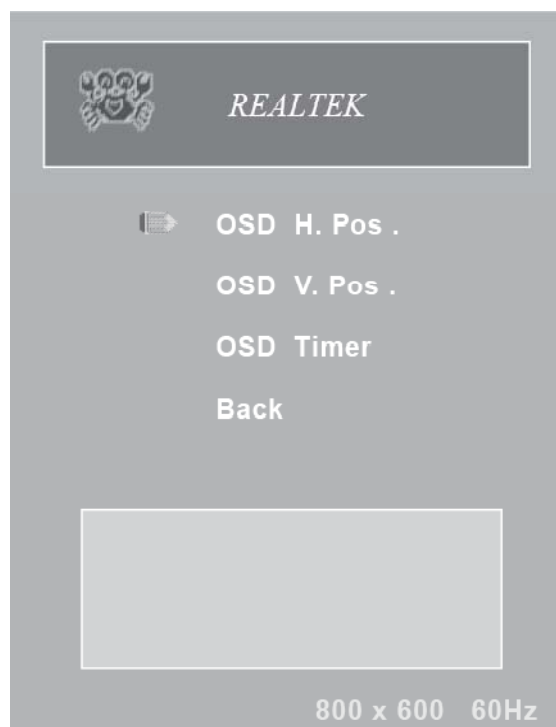 REALTEK
OSD H. Pos .
OSD V. Pos .
OSD Timer
Back
800 x 600 60Hz